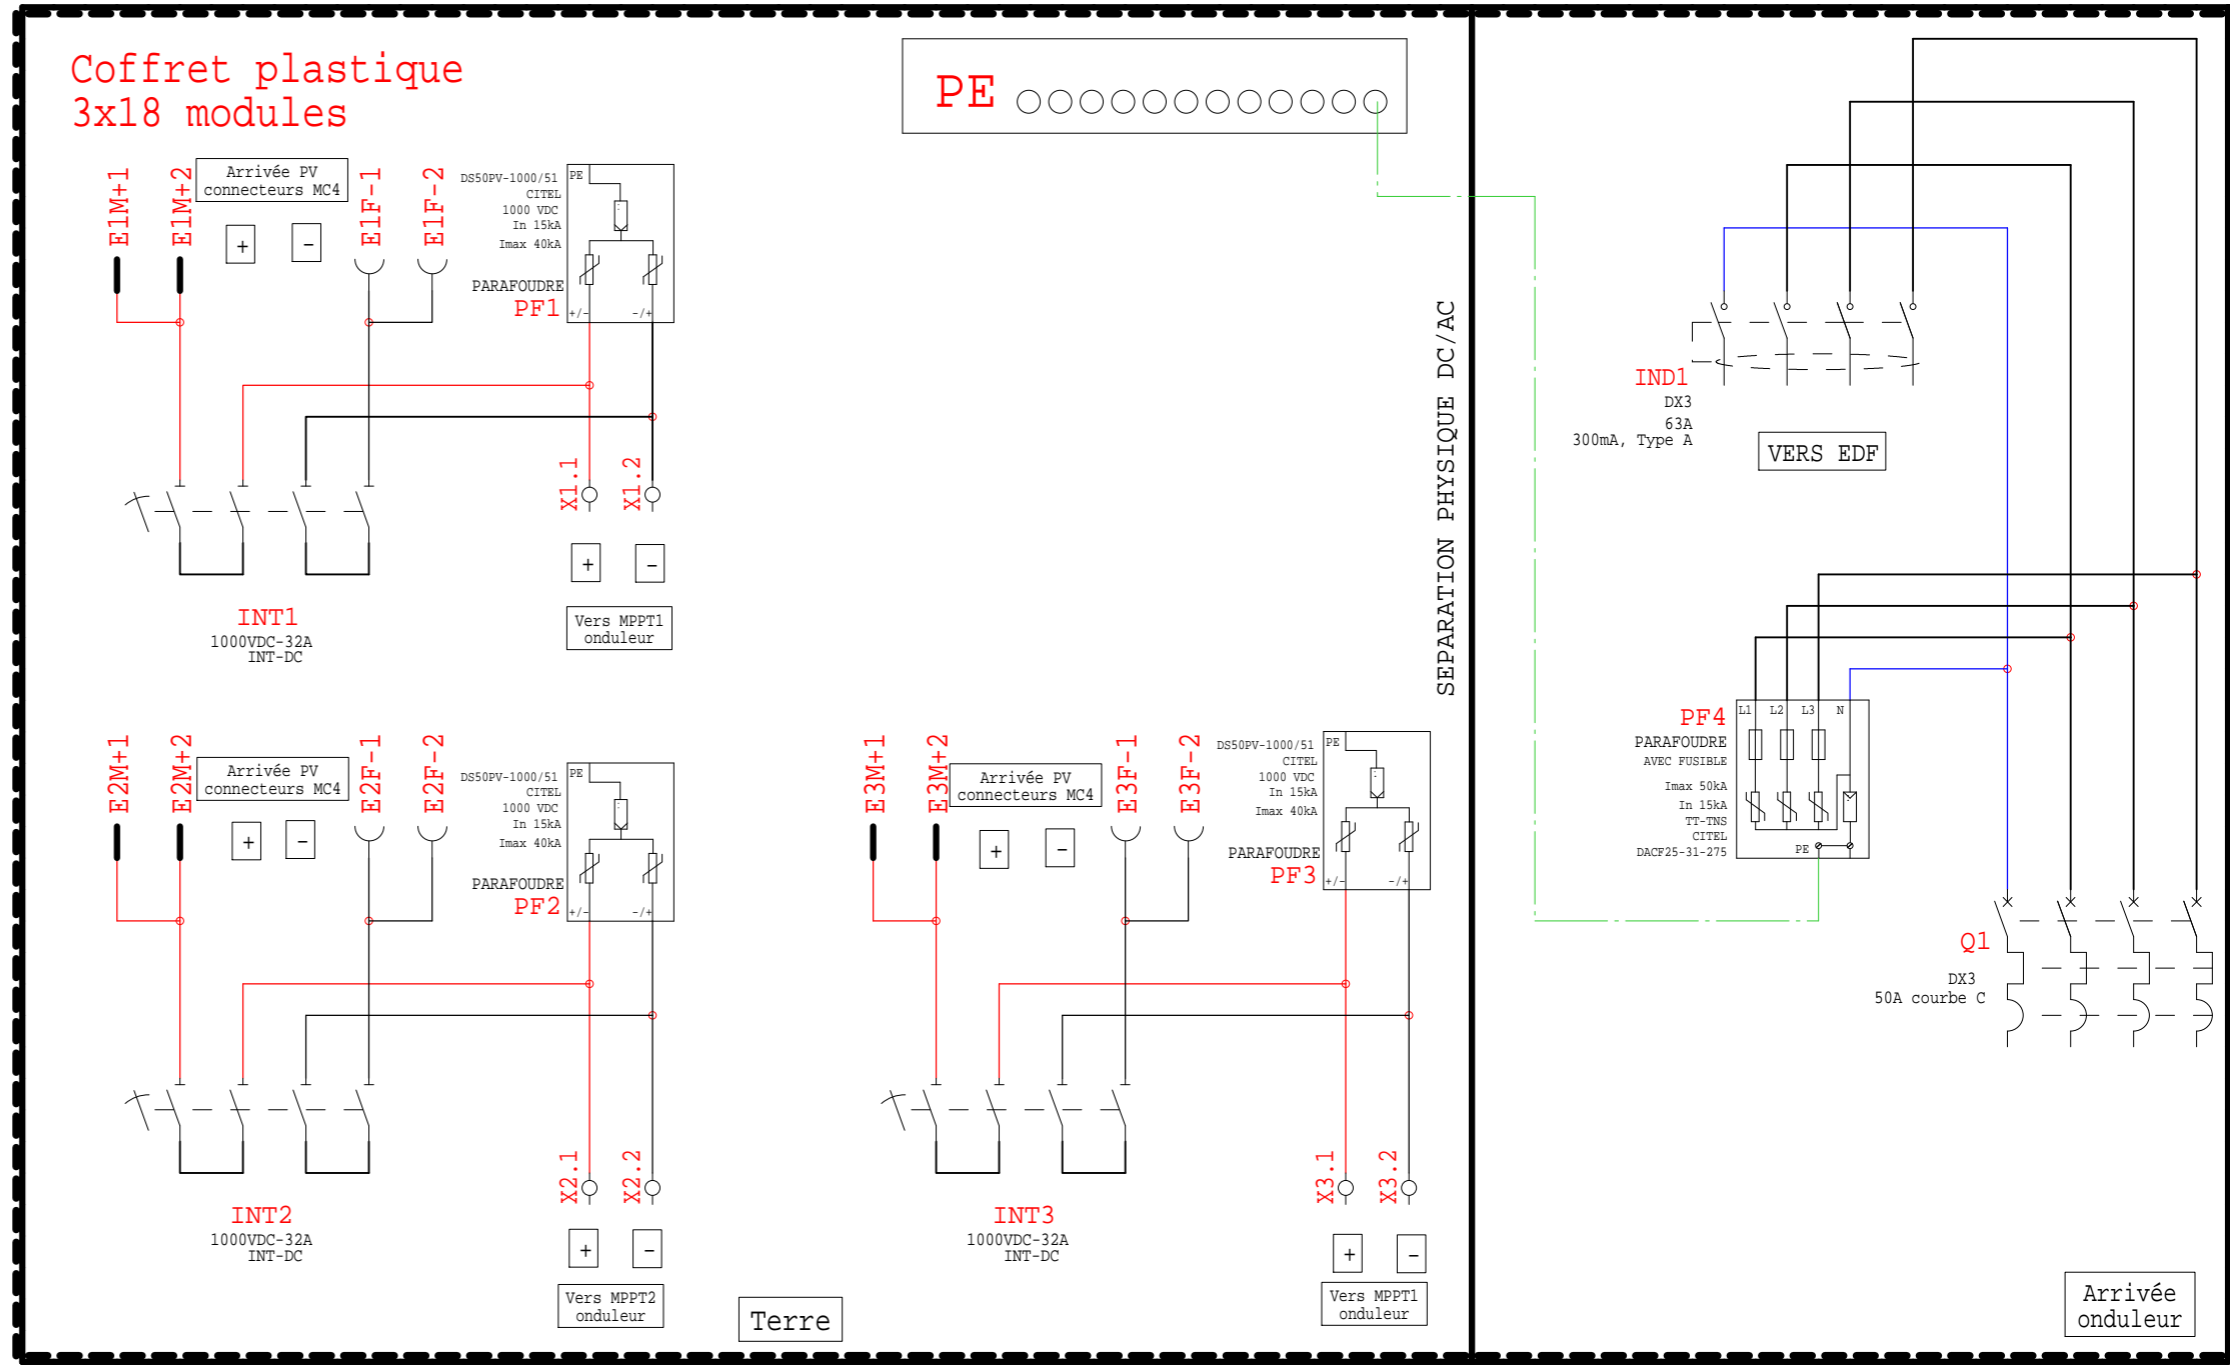 Coffret plastique
3x18 modules
PE
E1M+1
E1M+2
Arrivée PV
connecteurs MC4
+
-
E1F-1
E1F-2
DS50PV-1000/51
CITEL
1000 VDC
In 15kA
Imax 40kA
PARAFOUDRE
PF1
PE
+/-
-/+
X1.1
X1.2
+
-
Vers MPPT1
onduleur
INT1
1000VDC-32A
INT-DC
E2M+1
E2M+2
Arrivée PV
connecteurs MC4
+
-
E2F-1
E2F-2
DS50PV-1000/51
CITEL
1000 VDC
In 15kA
Imax 40kA
PARAFOUDRE
PF2
PE
+/-
-/+
X2.1
X2.2
+
-
Vers MPPT2
onduleur
INT2
1000VDC-32A
INT-DC
E3M+1
E3M+2
Arrivée PV
connecteurs MC4
+
-
E3F-1
E3F-2
DS50PV-1000/51
CITEL
1000 VDC
In 15kA
Imax 40kA
PARAFOUDRE
PF3
PE
+/-
-/+
X3.1
X3.2
+
-
Vers MPPT1
onduleur
INT3
1000VDC-32A
INT-DC
Terre
SEPARATION PHYSIQUE DC/AC
IND1
DX3
63A
300mA, Type A
VERS EDF
PF4
PARAFOUDRE
AVEC FUSIBLE
Imax 50kA
In 15kA
TT-TNS
CITEL
DACF25-31-275
L1
L2
L3
N
PE
Q1
DX3
50A courbe C
Arrivée
onduleur